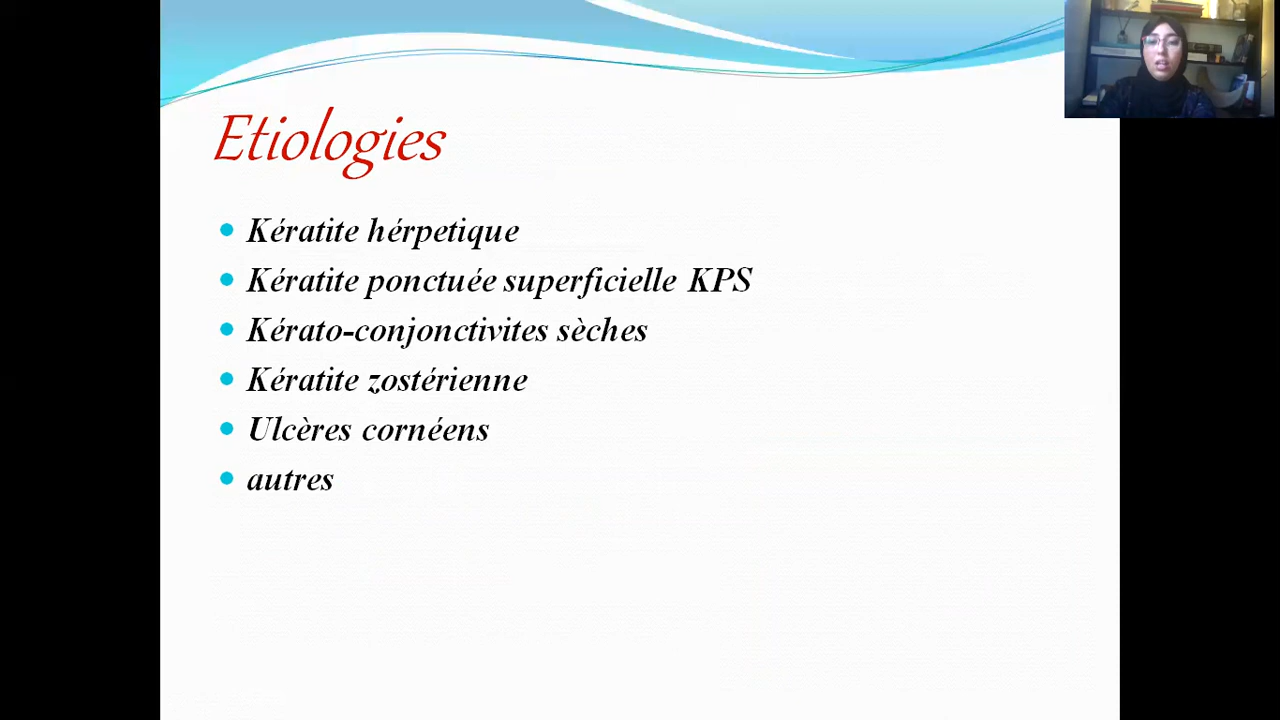 Etiologies
Kératite hérpetique
Kératite ponctuée superficielle KPS
Kérato-conjonctivites sèches
Kératite zostérienne
Ulcères cornéens
autres